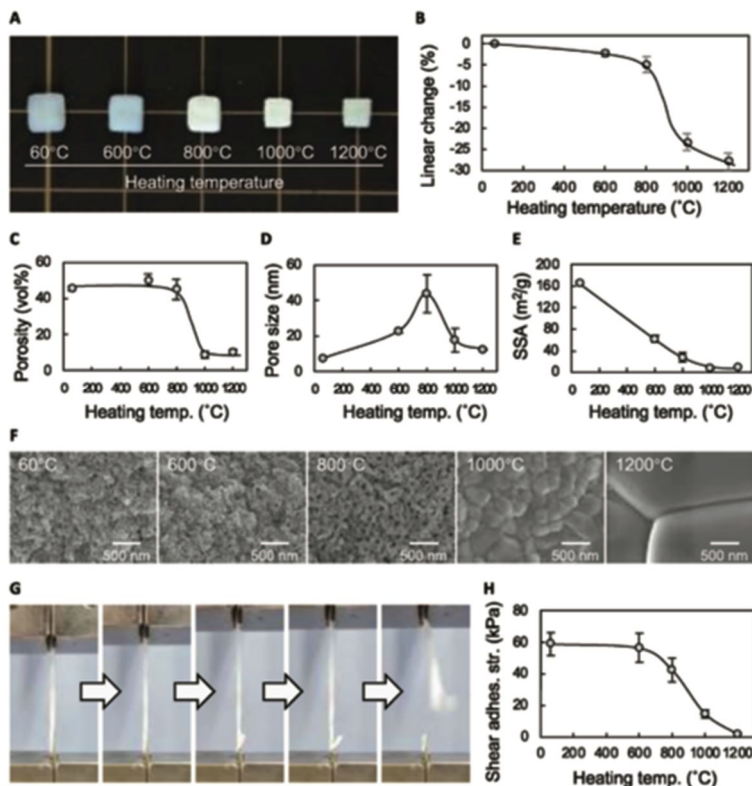 A
60°C
600°C
800°C
1000°C
1200°C
Heating temperature
B
Linear change (%)
0
-5
-10
-15
-20
-25
-30
0 200 400 600 800 1000 1200
Heating temperature (°C)
C
Porosity (vol%)
60
40
20
0
0 200 400 600 800 1000 1200
Heating temp. (°C)
D
Pore size (nm)
60
40
20
0
0 200 400 600 800 1000 1200
Heating temp. (°C)
E
SSA (m²/g)
200
160
120
80
40
0
0 200 400 600 800 1000 1200
Heating temp. (°C)
F
60°C
500 nm
600°C
500 nm
800°C
500 nm
1000°C
500 nm
1200°C
500 nm
G
H
Shear adhes. str. (kPa)
80
60
40
20
0
0 200 400 600 800 1000 1200
Heating temp. (°C)